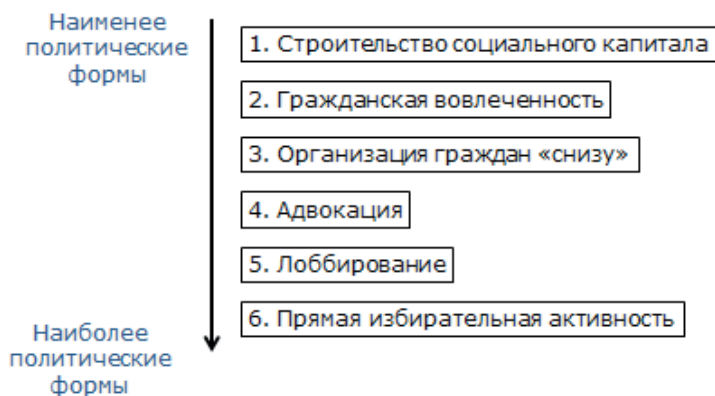 Наименее
политические
формы
1. Строительство социального капитала
2. Гражданская вовлеченность
3. Организация граждан «снизу»
4. Адвокация
5. Лоббирование
6. Прямая избирательная активность
Наиболее
политические
формы